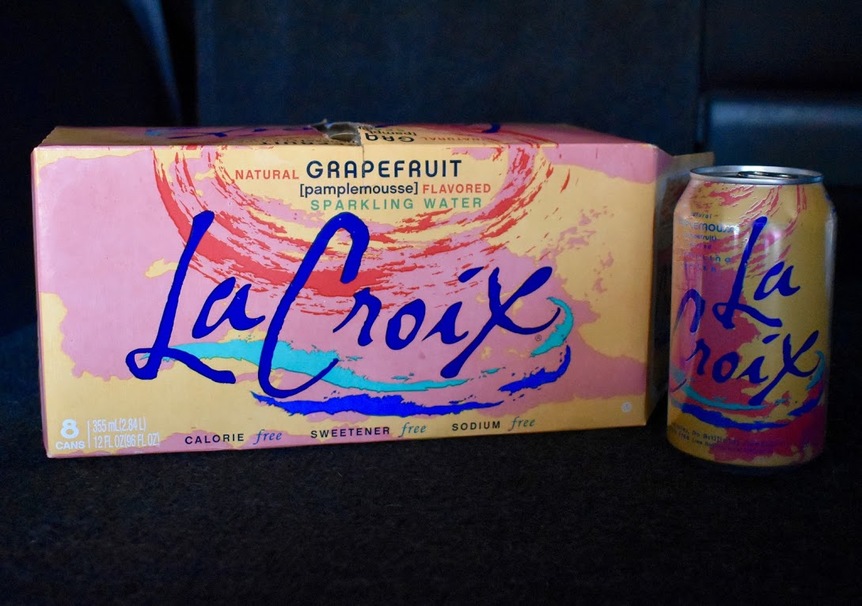 NATURAL GRAPEFRUIT
[pamplemousse] FLAVORED
SPARKLING WATER
LaCroix
®
8 CANS
355 mL(2.84 L)
12 FL OZ(96 FL OZ)
CALORIE free SWEETENER free SODIUM free
La
Croix